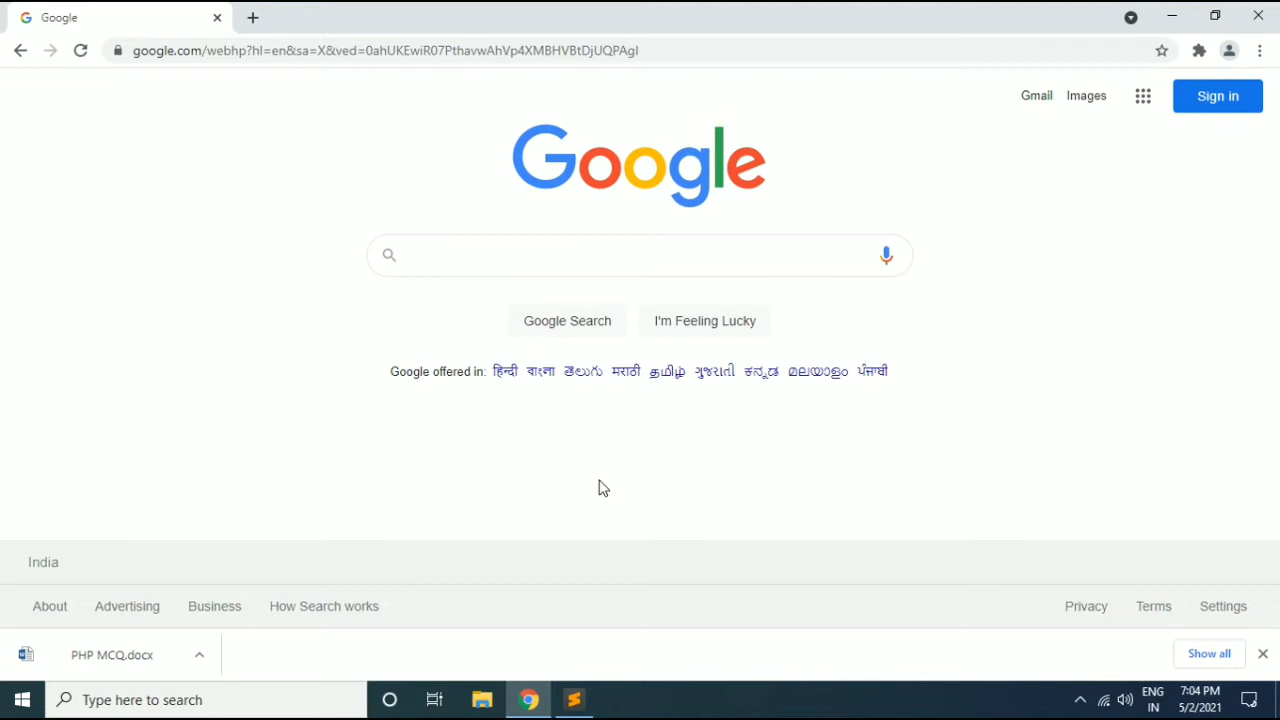 Google
google.com/webhp?hl=en&sa=X&ved=0ahUKEwiR07PthavwAhVp4XMBHVBtDjUQPAgI
Gmail Images Sign in
Google
Google Search I'm Feeling Lucky
Google offered in: हिन्दी বাংলা తెలుగు मराठी தமிழ் ગુજરાતી ಕನ್ನಡ മലയാളം ਪੰਜਾਬੀ
India
About Advertising Business How Search works Privacy Terms Settings
PHP MCQ.docx Show all
Type here to search
ENG 7:04 PM
IN 5/2/2021